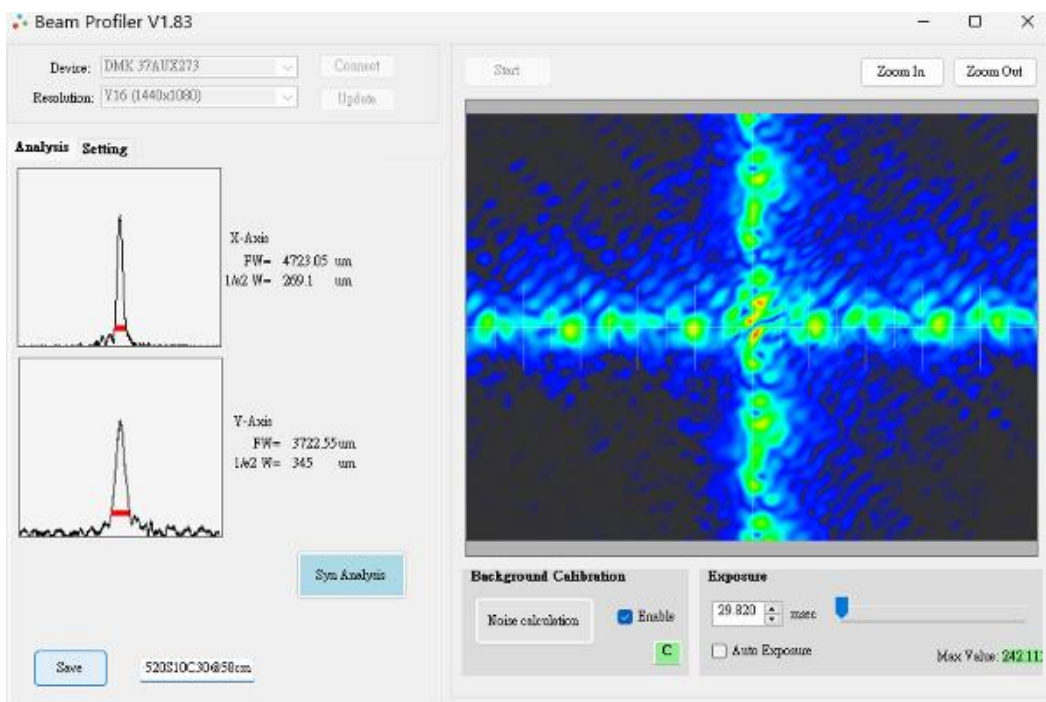 Beam Profiler V1.83
Device: DMK 37AUX273 Connect
Resolution: Y16 (1440x1080) Update
Analysis Setting
X-Axis
FW= 4723.05 um
1/e2 W= 269.1 um
Y-Axis
FW= 3722.55um
1/e2 W= 345 um
Syn Analysis
Save 520S10C30@58cm
Start Zoom In Zoom Out
Background Calibration
Noise calculation Enable
C
Exposure
29.820 msec
Auto Exposure
Max Value: 242.11